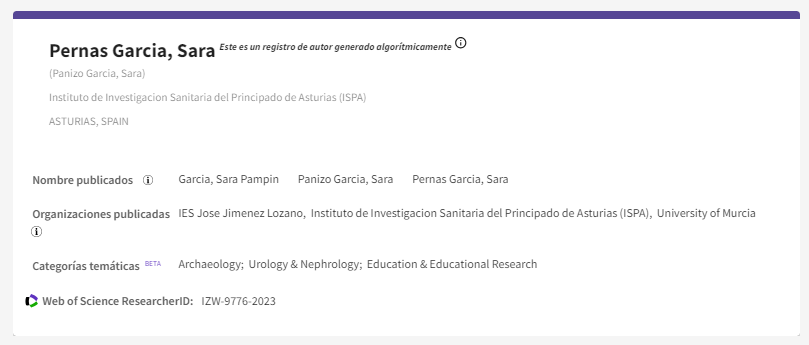 Pernas Garcia, Sara Este es un registro de autor generado algorítmicamente
(Panizo Garcia, Sara)
Instituto de Investigacion Sanitaria del Principado de Asturias (ISPA)
ASTURIAS, SPAIN
Nombre publicados Garcia, Sara Pampin Panizo Garcia, Sara Pernas Garcia, Sara
Organizaciones publicadas IES Jose Jimenez Lozano, Instituto de Investigacion Sanitaria del Principado de Asturias (ISPA), University of Murcia
Categorías temáticas BETA Archaeology; Urology & Nephrology; Education & Educational Research
Web of Science ResearcherID: IZW-9776-2023